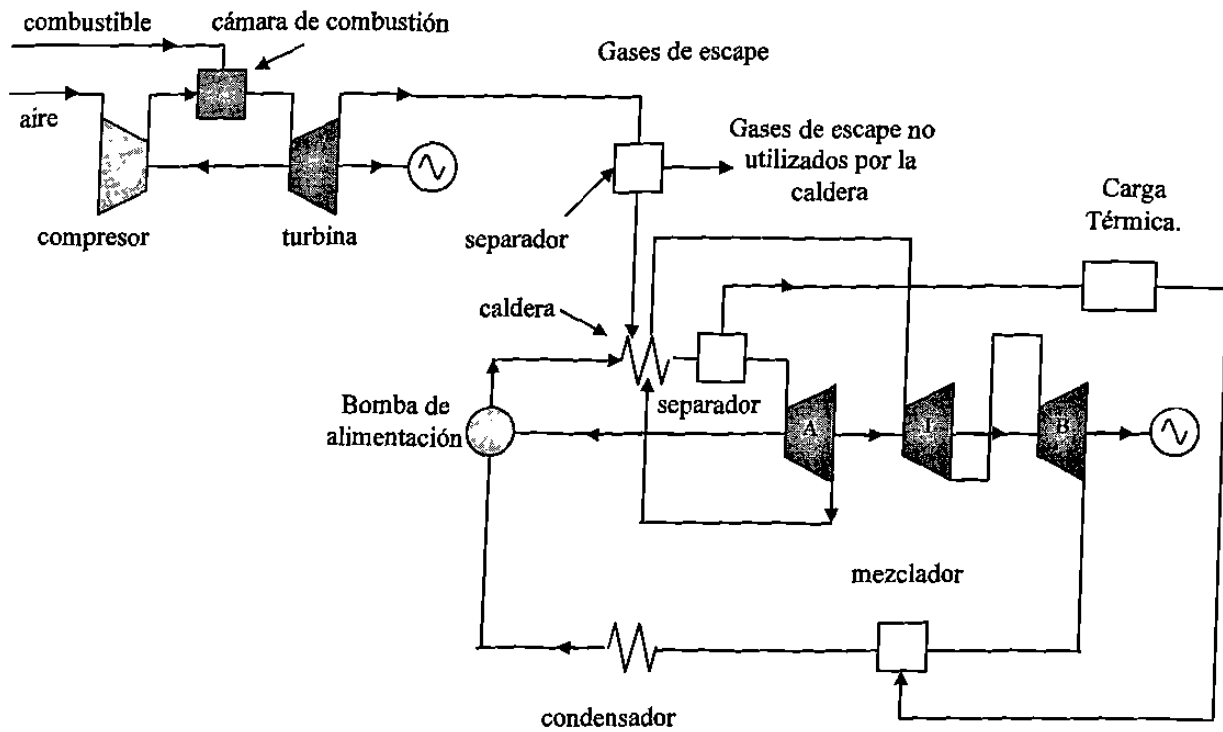 combustible
cámara de combustión
Gases de escape
aire
Gases de escape no
utilizados por la
caldera
compresor
turbina
separador
Carga
Térmica.
caldera
separador
Bomba de
alimentación
A
I
B
mezclador
condensador